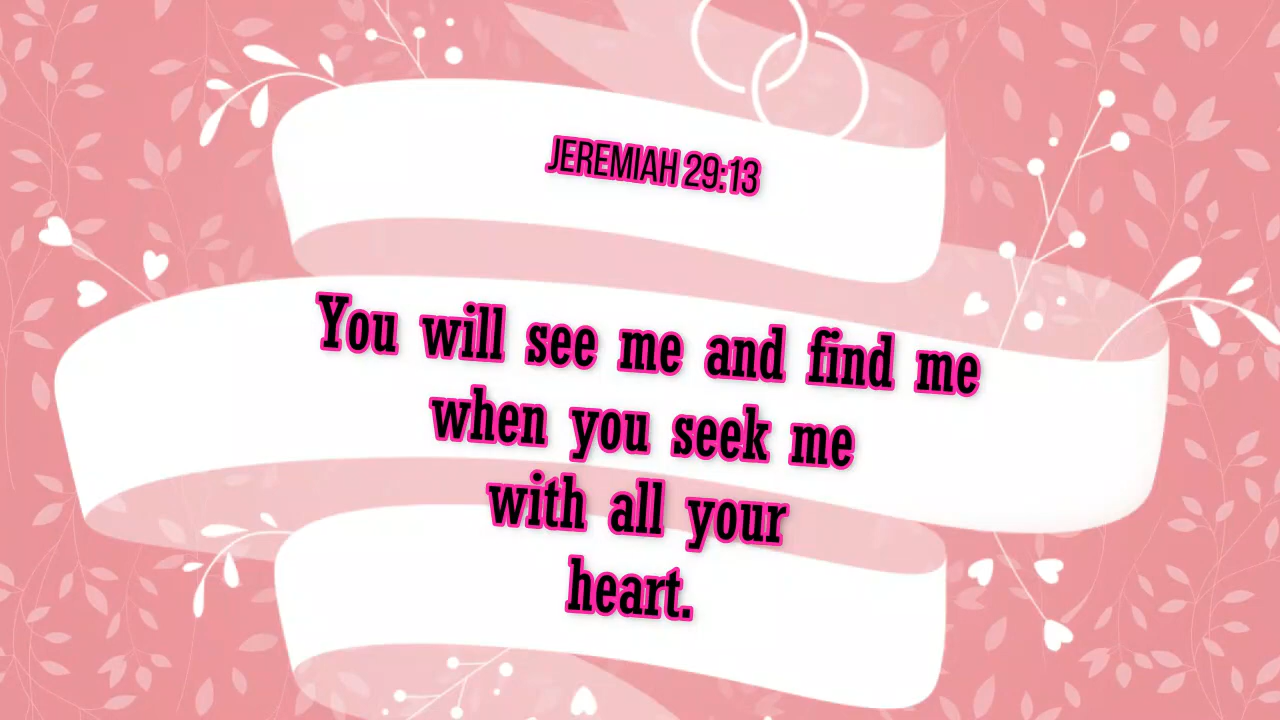 JEREMIAH 29:13
You will see me and find me
when you seek me
with all your
heart.